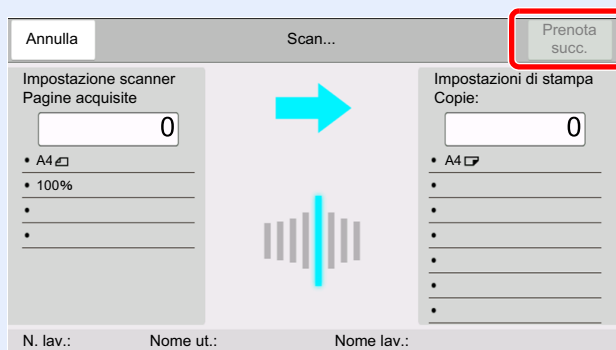 Annulla
Scan...
Prenota
succ.
Impostazione scanner
Pagine acquisite
0
• A4
• 100%
•
•
Impostazioni di stampa
Copie:
0
• A4
•
•
•
•
•
•
N. lav.: Nome ut.: Nome lav.: